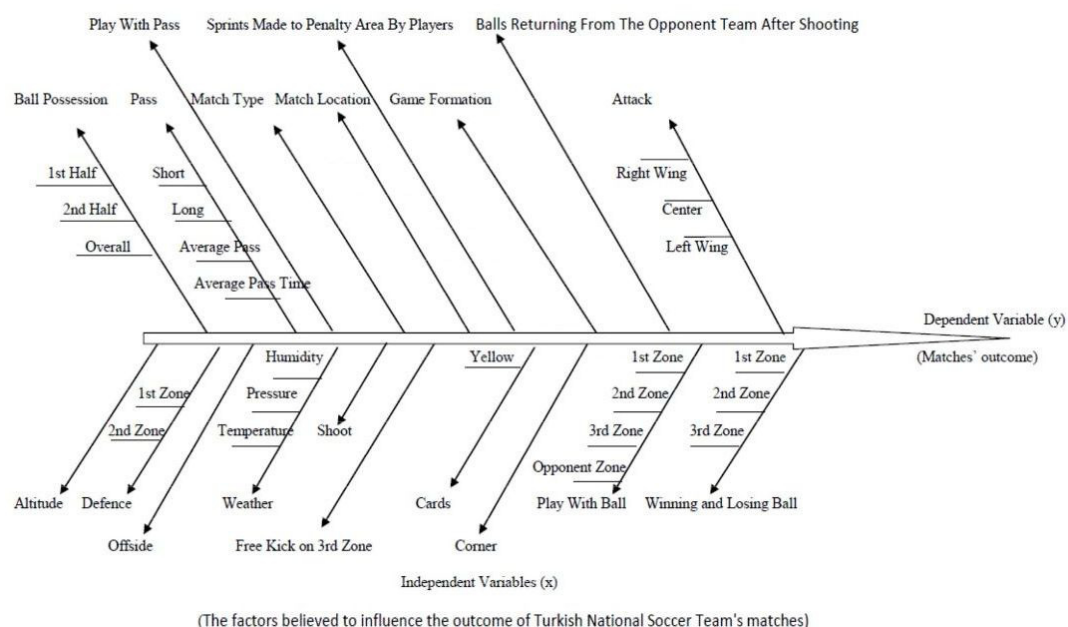 Play With Pass
Sprints Made to Penalty Area By Players
Balls Returning From The Opponent Team After Shooting
Ball Possession
Pass
Match Type
Match Location
Game Formation
Attack
1st Half
2nd Half
Overall
Short
Long
Average Pass
Average Pass Time
Right Wing
Center
Left Wing
Dependent Variable (y)
(Matches' outcome)
1st Zone
2nd Zone
Humidity
Pressure
Temperature
Shoot
Yellow
1st Zone
2nd Zone
3rd Zone
Opponent Zone
1st Zone
2nd Zone
3rd Zone
Altitude
Defence
Weather
Cards
Play With Ball
Winning and Losing Ball
Offside
Free Kick on 3rd Zone
Corner
Independent Variables (x)
(The factors believed to influence the outcome of Turkish National Soccer Team's matches)